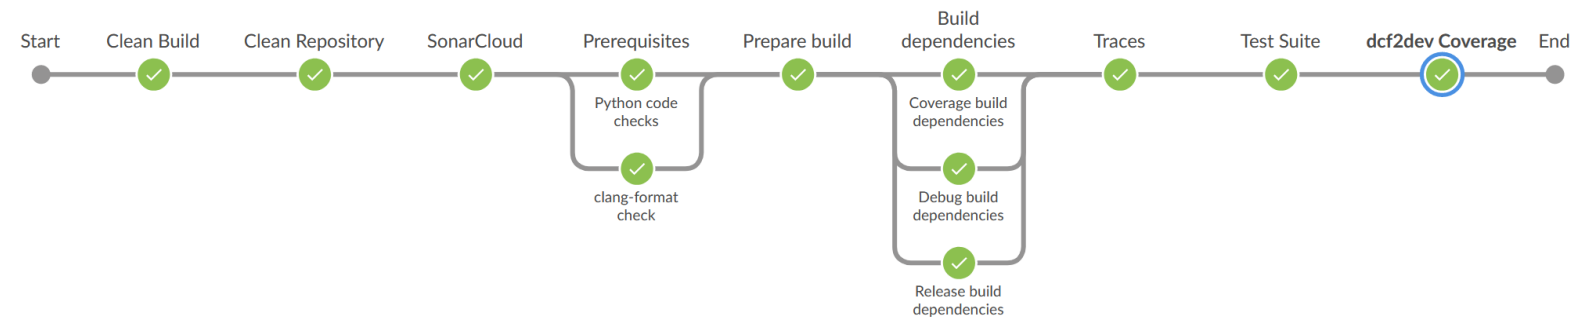 Start
Clean Build
Clean Repository
SonarCloud
Prerequisites
Prepare build
Build
dependencies
Traces
Test Suite
dcf2dev Coverage
End
Python code
checks
clang-format
check
Coverage build
dependencies
Debug build
dependencies
Release build
dependencies